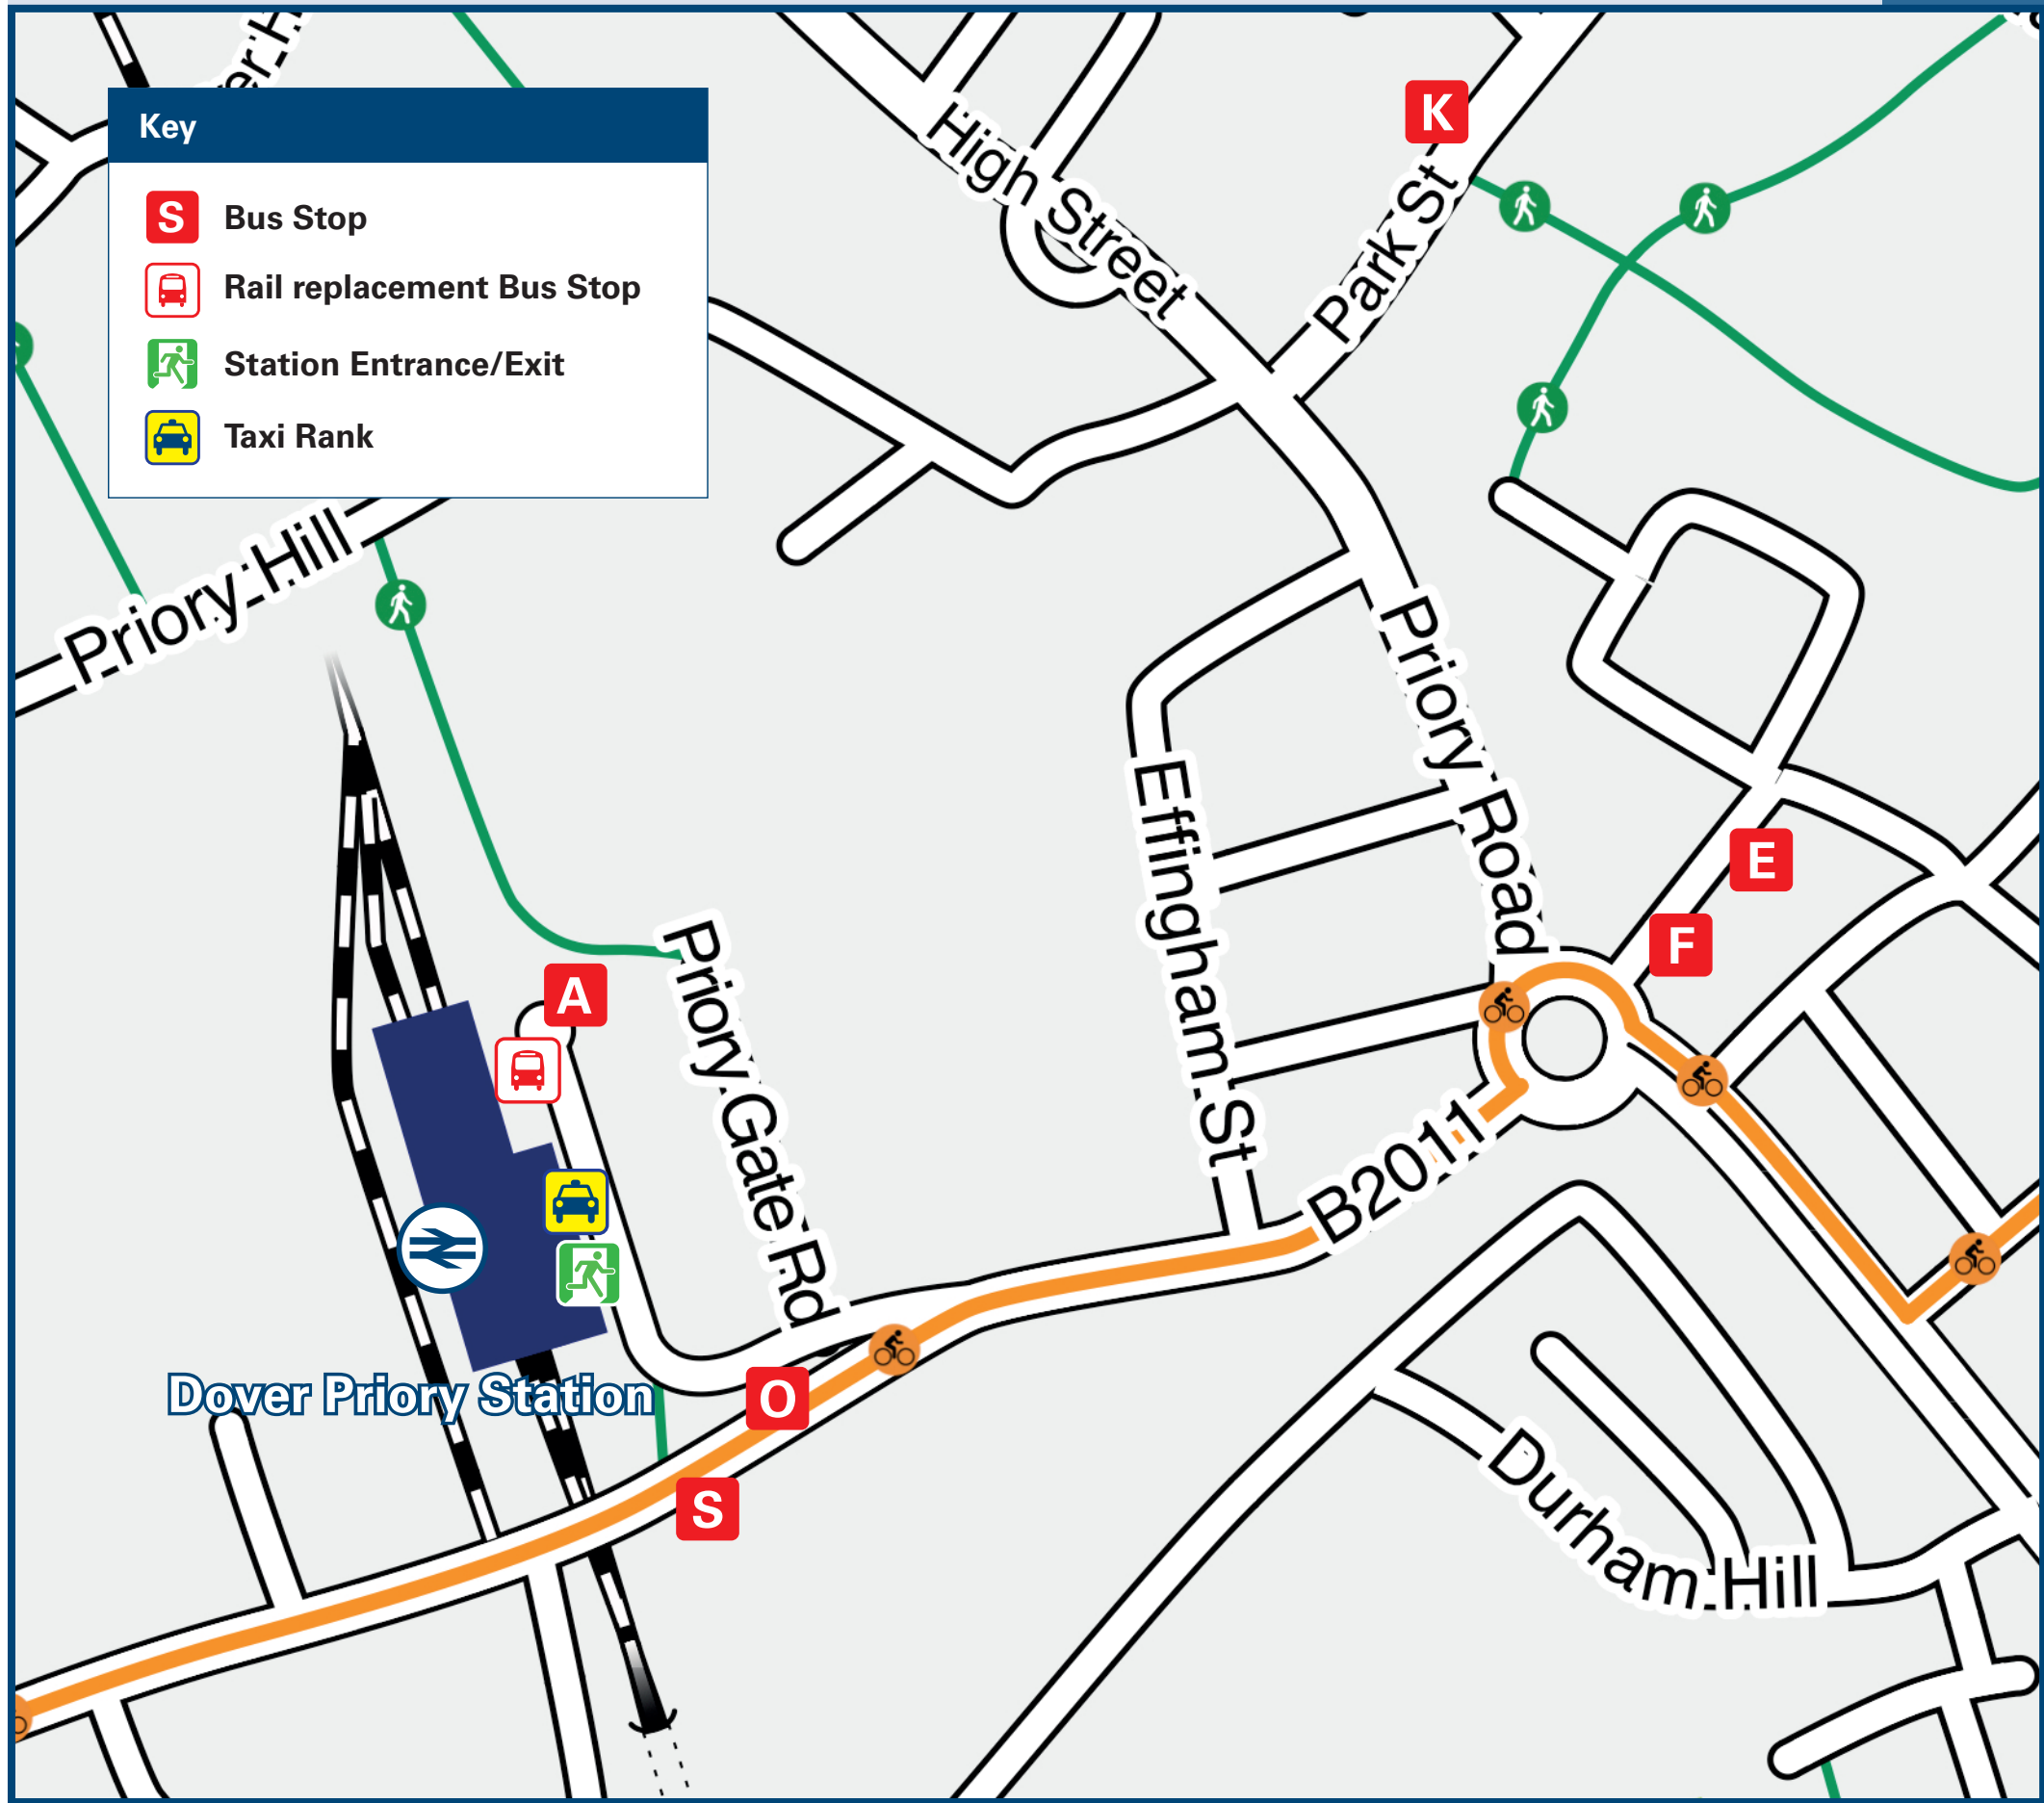 Key
S Bus Stop
Rail replacement Bus Stop
Station Entrance/Exit
Taxi Rank
High Street
K
Park St
Priory Hill
Priory Road
Effingham St
E
F
A
Priory Gate Rd
B2011
Dover Priory Station
O
S
Durham Hill